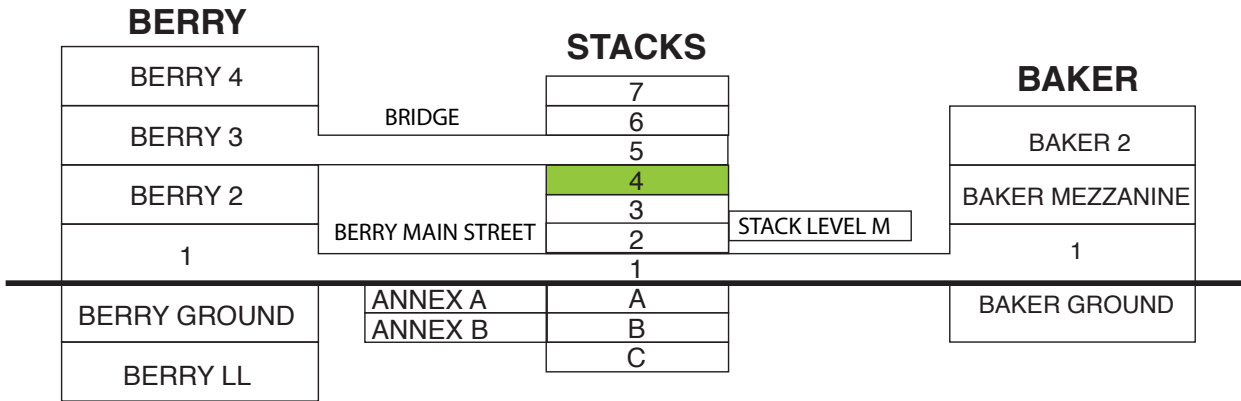 BERRY
BERRY 4
BERRY 3
BERRY 2
1
BERRY GROUND
BERRY LL
BRIDGE
BERRY MAIN STREET
ANNEX A
ANNEX B
STACKS
7
6
5
4
3
2
1
A
B
C
STACK LEVEL M
BAKER
BAKER 2
BAKER MEZZANINE
1
BAKER GROUND